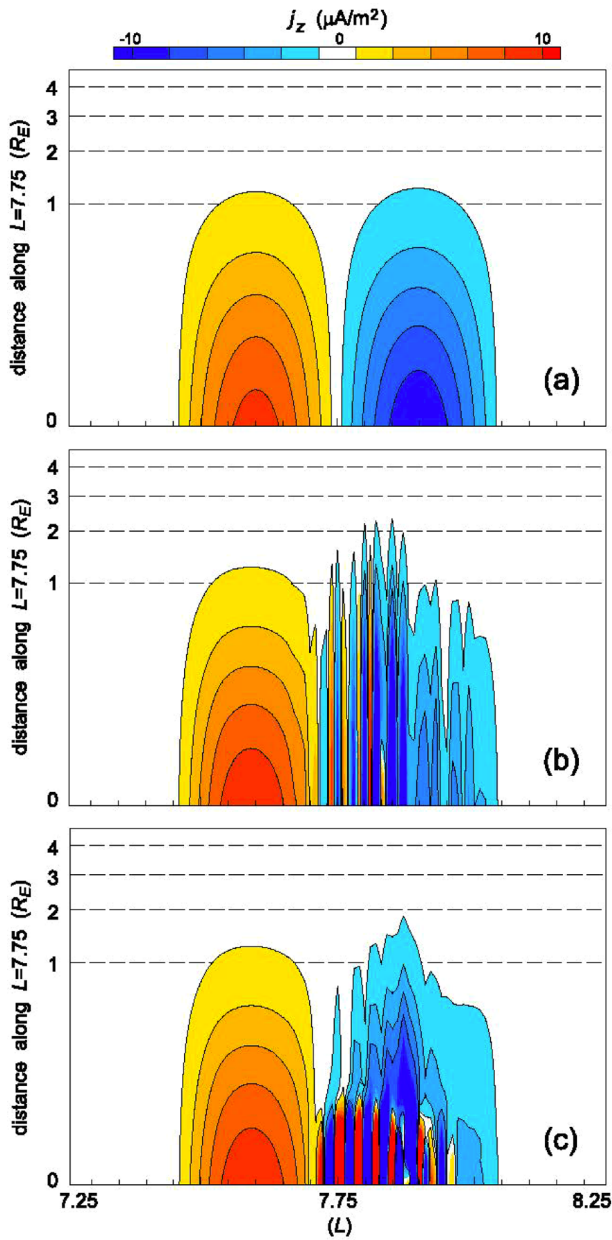 j_z (μA/m²)
-10 0 10
distance along L=7.75 (R_E)
4
3
2
1
0
(a)
distance along L=7.75 (R_E)
4
3
2
1
0
(b)
distance along L=7.75 (R_E)
4
3
2
1
0
(c)
7.25 7.75 8.25
(L)